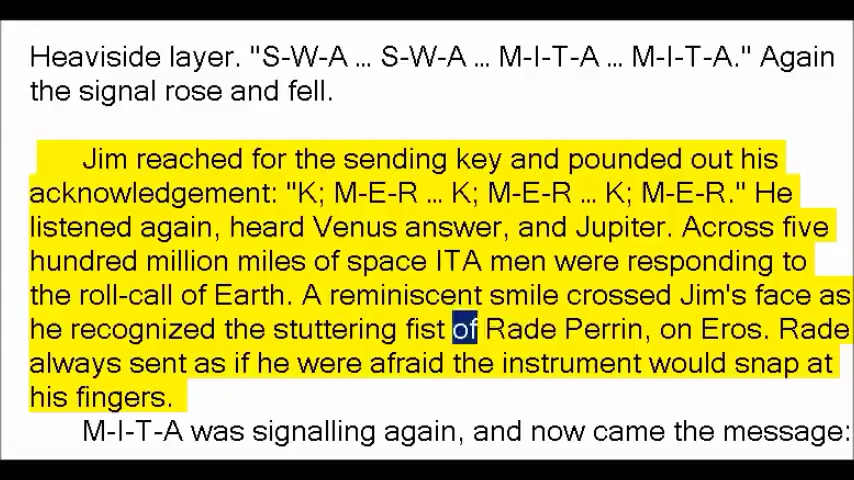 Heaviside layer. "S-W-A ... S-W-A ... M-I-T-A ... M-I-T-A." Again
the signal rose and fell.
Jim reached for the sending key and pounded out his
acknowledgement: "K; M-E-R ... K; M-E-R ... K; M-E-R." He
listened again, heard Venus answer, and Jupiter. Across five
hundred million miles of space ITA men were responding to
the roll-call of Earth. A reminiscent smile crossed Jim's face as
he recognized the stuttering fist of Rade Perrin, on Eros. Rade
always sent as if he were afraid the instrument would snap at
his fingers.
M-I-T-A was signalling again, and now came the message: